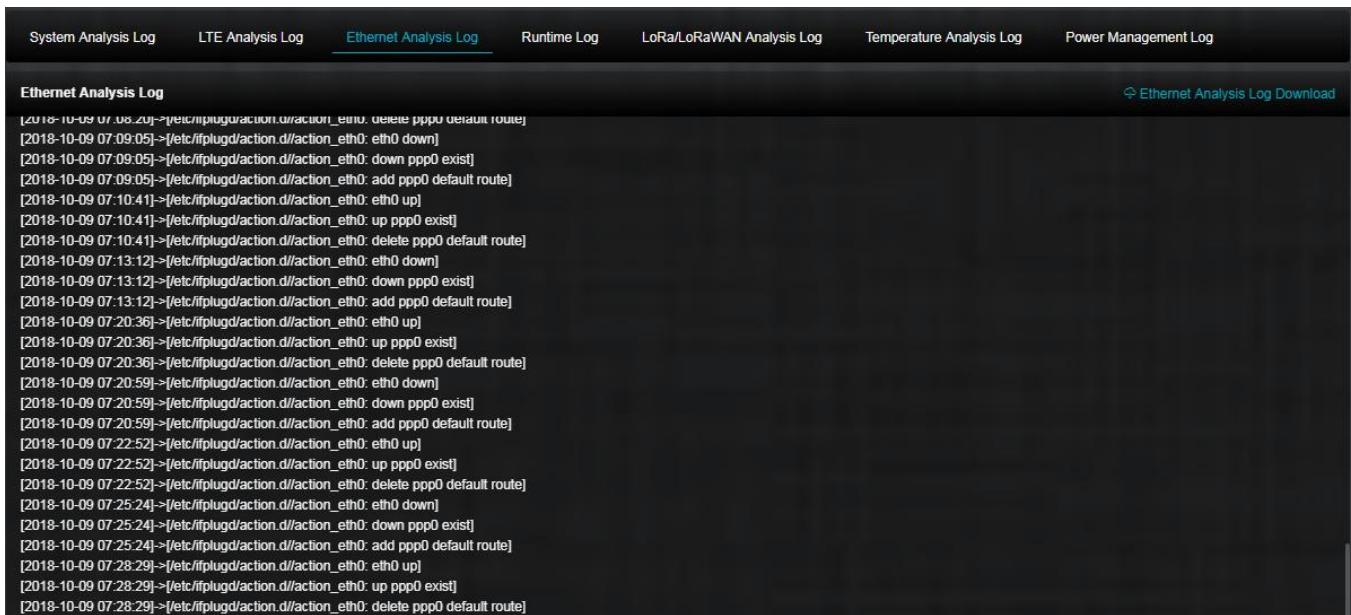 System Analysis Log LTE Analysis Log Ethernet Analysis Log Runtime Log LoRa/LoRaWAN Analysis Log Temperature Analysis Log Power Management Log
Ethernet Analysis Log Ethernet Analysis Log Download
[2018-10-09 07:08:20]->[/etc/ifplugd/action.d//action_eth0: delete ppp0 default route]
[2018-10-09 07:09:05]->[/etc/ifplugd/action.d//action_eth0: eth0 down]
[2018-10-09 07:09:05]->[/etc/ifplugd/action.d//action_eth0: down ppp0 exist]
[2018-10-09 07:09:05]->[/etc/ifplugd/action.d//action_eth0: add ppp0 default route]
[2018-10-09 07:10:41]->[/etc/ifplugd/action.d//action_eth0: eth0 up]
[2018-10-09 07:10:41]->[/etc/ifplugd/action.d//action_eth0: up ppp0 exist]
[2018-10-09 07:10:41]->[/etc/ifplugd/action.d//action_eth0: delete ppp0 default route]
[2018-10-09 07:13:12]->[/etc/ifplugd/action.d//action_eth0: eth0 down]
[2018-10-09 07:13:12]->[/etc/ifplugd/action.d//action_eth0: down ppp0 exist]
[2018-10-09 07:13:12]->[/etc/ifplugd/action.d//action_eth0: add ppp0 default route]
[2018-10-09 07:20:36]->[/etc/ifplugd/action.d//action_eth0: eth0 up]
[2018-10-09 07:20:36]->[/etc/ifplugd/action.d//action_eth0: up ppp0 exist]
[2018-10-09 07:20:36]->[/etc/ifplugd/action.d//action_eth0: delete ppp0 default route]
[2018-10-09 07:20:59]->[/etc/ifplugd/action.d//action_eth0: eth0 down]
[2018-10-09 07:20:59]->[/etc/ifplugd/action.d//action_eth0: down ppp0 exist]
[2018-10-09 07:20:59]->[/etc/ifplugd/action.d//action_eth0: add ppp0 default route]
[2018-10-09 07:22:52]->[/etc/ifplugd/action.d//action_eth0: eth0 up]
[2018-10-09 07:22:52]->[/etc/ifplugd/action.d//action_eth0: up ppp0 exist]
[2018-10-09 07:22:52]->[/etc/ifplugd/action.d//action_eth0: delete ppp0 default route]
[2018-10-09 07:25:24]->[/etc/ifplugd/action.d//action_eth0: eth0 down]
[2018-10-09 07:25:24]->[/etc/ifplugd/action.d//action_eth0: down ppp0 exist]
[2018-10-09 07:25:24]->[/etc/ifplugd/action.d//action_eth0: add ppp0 default route]
[2018-10-09 07:28:29]->[/etc/ifplugd/action.d//action_eth0: eth0 up]
[2018-10-09 07:28:29]->[/etc/ifplugd/action.d//action_eth0: up ppp0 exist]
[2018-10-09 07:28:29]->[/etc/ifplugd/action.d//action_eth0: delete ppp0 default route]